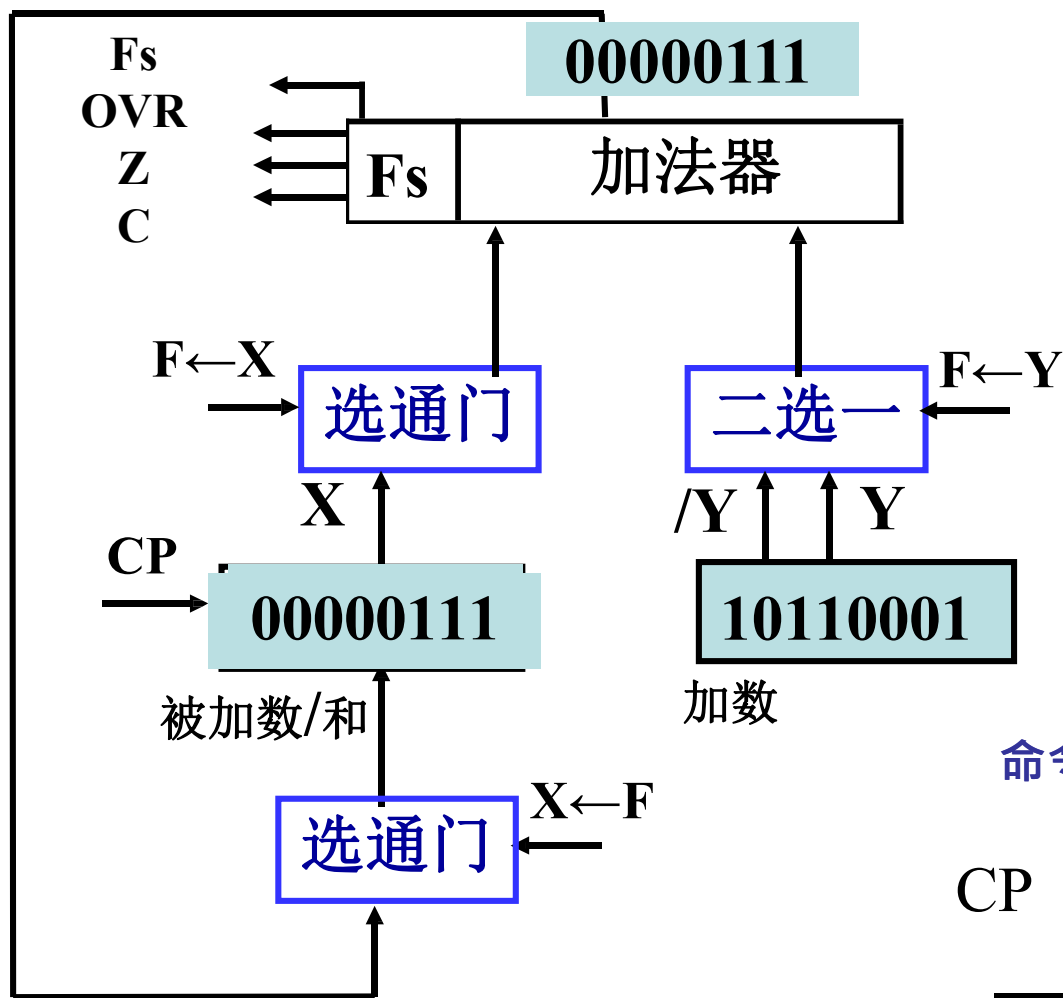 00000111
Fs
OVR
Z
C
Fs
加法器
F←X
选通门
二选一
F←Y
X
/Y
Y
CP
00000111
10110001
被加数/和
加数
选通门
X←F
命
CP